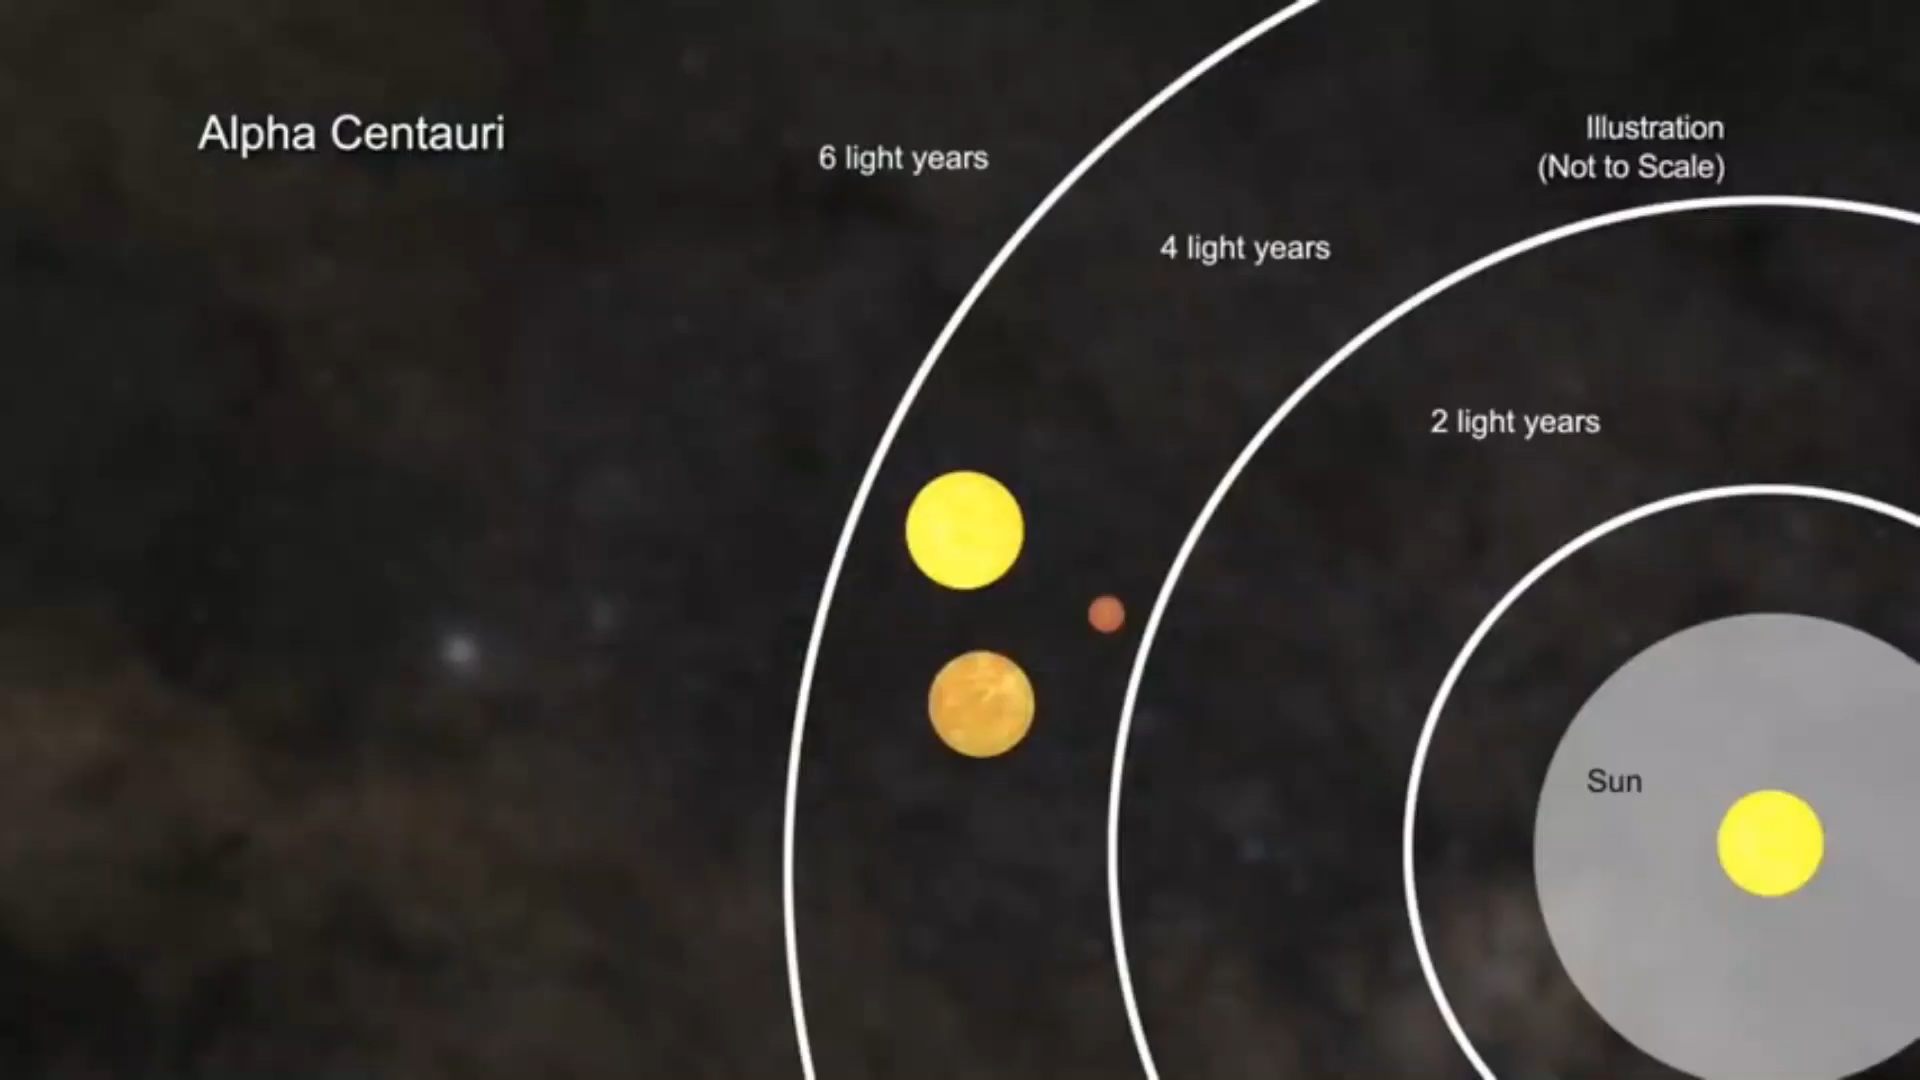 Alpha Centauri
6 light years
Illustration
(Not to Scale)
4 light years
2 light years
Sun